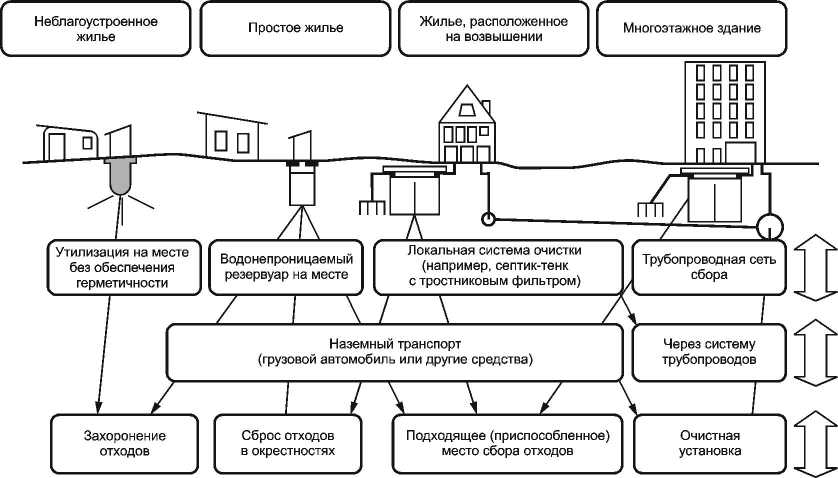 Неблагоустроенное
жилье
Простое жилье
Жилье, расположенное
на возвышении
Многоэтажное здание
Утилизация на месте
без обеспечения
герметичности
Водонепроницаемый
резервуар на месте
Локальная система очистки
(например, септик-тенк
с тростниковым фильтром)
Трубопроводная сеть
сбора
Наземный транспорт
(грузовой автомобиль или другие средства)
Через систему
трубопроводов
Захоронение
отходов
Сброс отходов
в окрестностях
Подходящее (приспособленное)
место сбора отходов
Очистная
установка